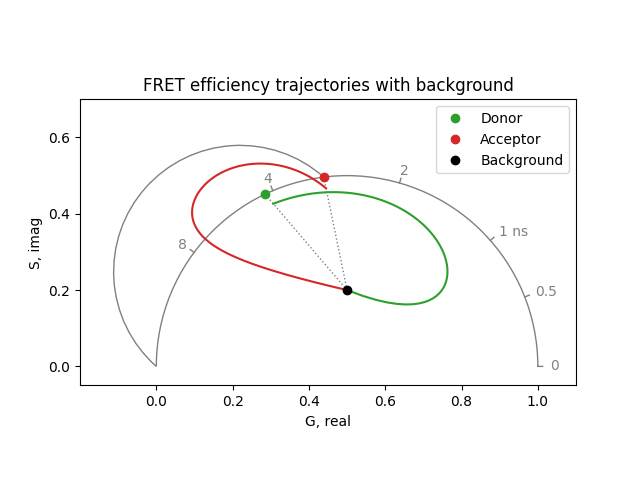 FRET efficiency trajectories with background
Donor
Acceptor
Background
0.6
0.4
0.2
0.0
S, imag
8
4
2
1 ns
0.5
0
0.0
0.2
0.4
0.6
0.8
1.0
G, real